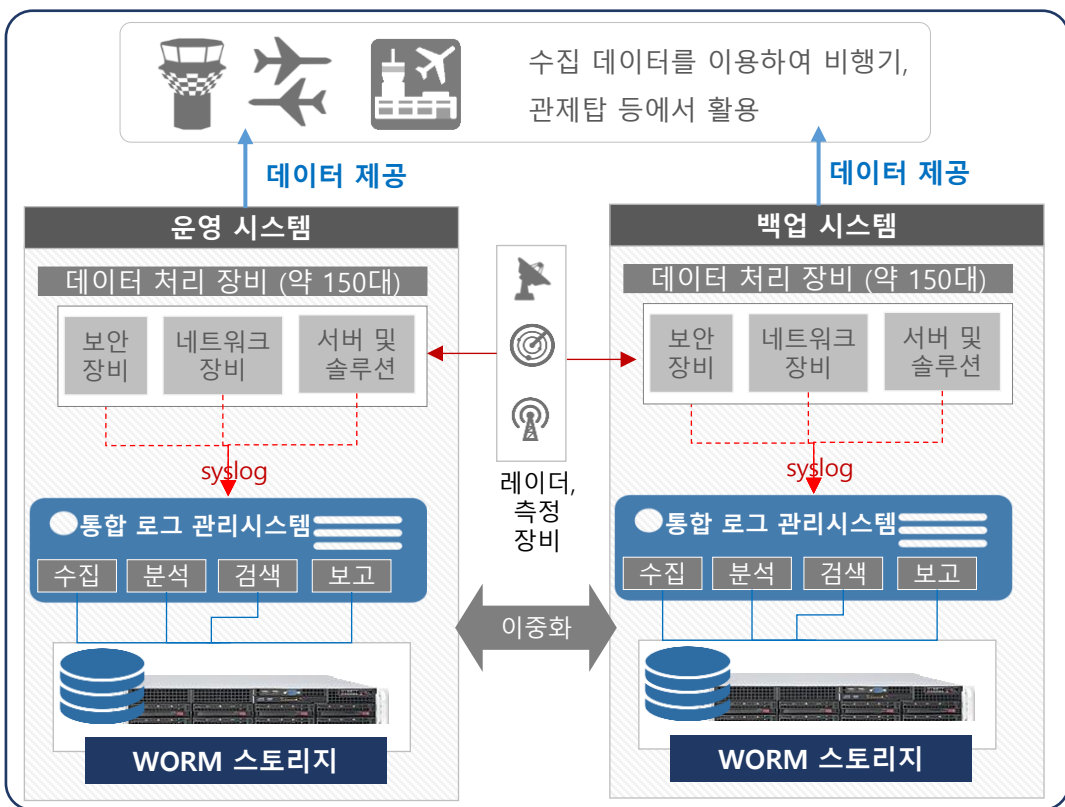 수집 데이터를 이용하여 비행기,
관제탑 등에서 활용
데이터 제공
데이터 제공
운영 시스템
데이터 처리 장비 (약 150대)
보안
장비
네트워크
장비
서버 및
솔루션
syslog
통합 로그 관리시스템
수집
분석
검색
보고
WORM 스토리지
레이더,
측정
장비
이중화
백업 시스템
데이터 처리 장비 (약 150대)
보안
장비
네트워크
장비
서버 및
솔루션
syslog
통합 로그 관리시스템
수집
분석
검색
보고
WORM 스토리지